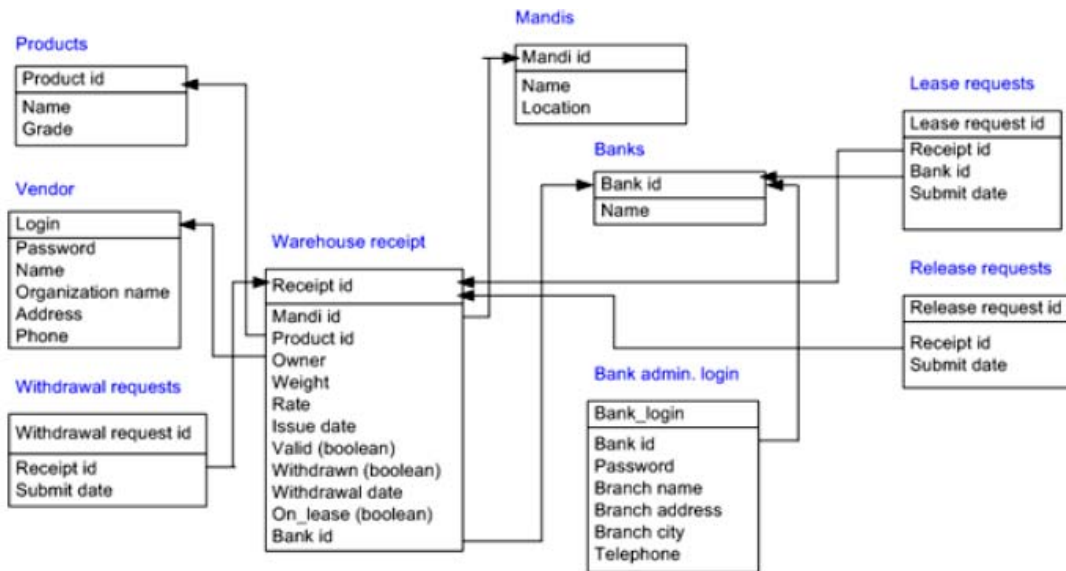 Products
Product id
Name
Grade
Mandis
Mandi id
Name
Location
Lease requests
Lease request id
Receipt id
Bank id
Submit date
Banks
Bank id
Name
Vendor
Login
Password
Name
Organization name
Address
Phone
Warehouse receipt
Receipt id
Mandi id
Product id
Owner
Weight
Rate
Issue date
Valid (boolean)
Withdrawn (boolean)
Withdrawal date
On_lease (boolean)
Bank id
Release requests
Release request id
Receipt id
Submit date
Withdrawal requests
Withdrawal request id
Receipt id
Submit date
Bank admin. login
Bank_login
Bank id
Password
Branch name
Branch address
Branch city
Telephone